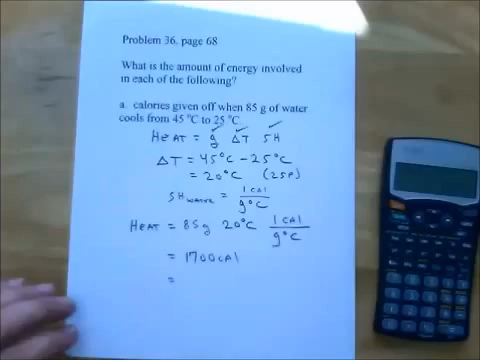 Problem 36, page 68
What is the amount of energy involved
in each of the following?
a. calories given off when 85 g of water
cools from 45 °C to 25 °C.
HEAT = g ΔT SH
ΔT = 45°C - 25°C
= 20°C (2SF)
SH WATER = 1 CAL / g°C
HEAT = 85g 20°C 1 CAL / g°C
= 1700 CAL
=